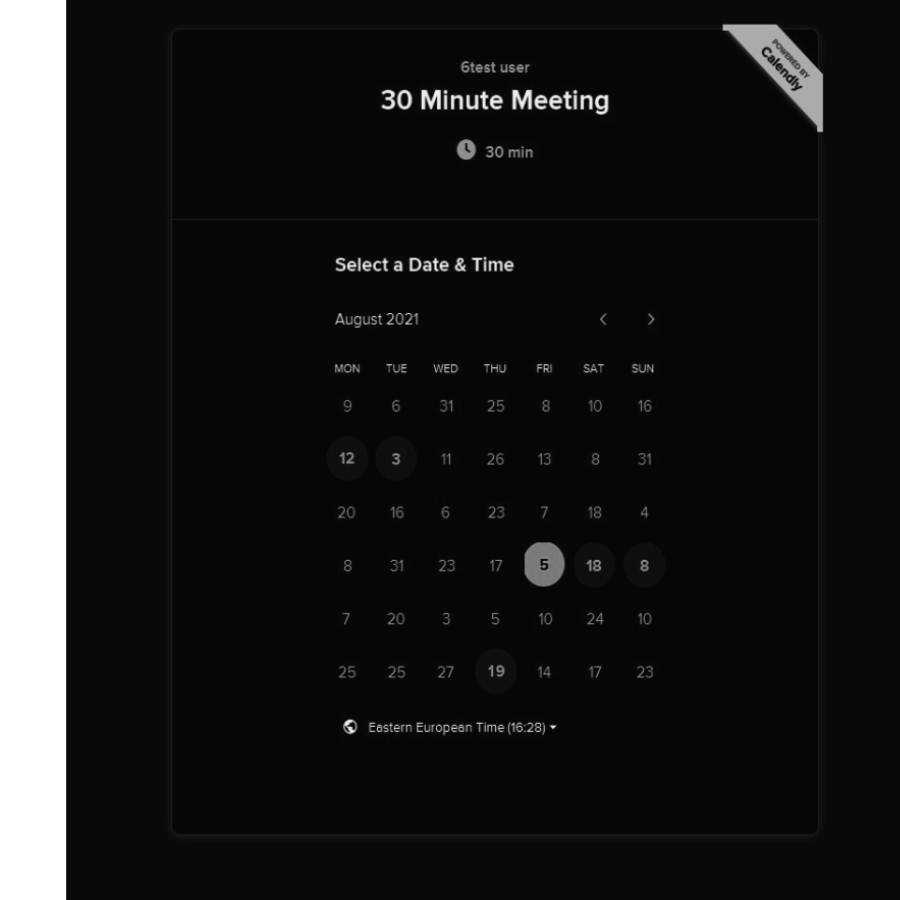 POWERED BY
Calendly
6test user
30 Minute Meeting
30 min
Select a Date & Time
August 2021
MON TUE WED THU FRI SAT SUN
9 6 31 25 8 10 16
12 3 11 26 13 8 31
20 16 6 23 7 18 4
8 31 23 17 5 18 8
7 20 3 5 10 24 10
25 25 27 19 14 17 23
Eastern European Time (16:28)